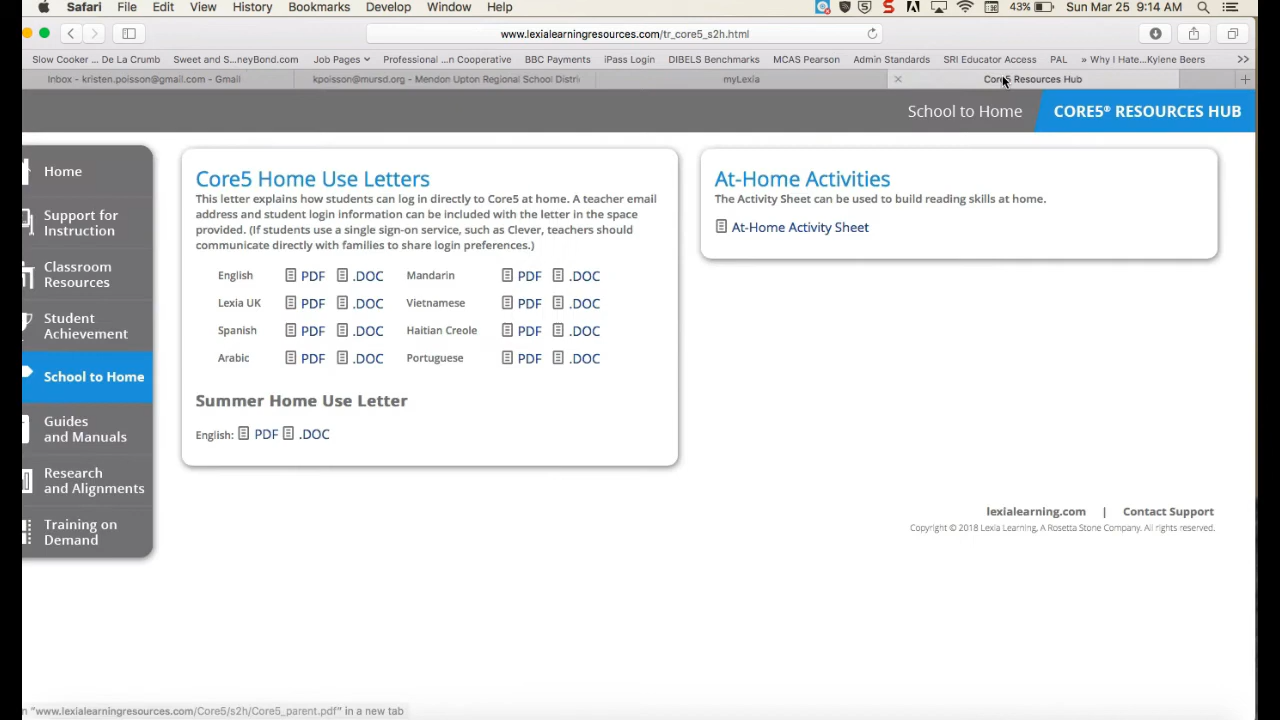 Safari File Edit View History Bookmarks Develop Window Help 43% Sun Mar 25 9:14 AM
www.lexialearningresources.com/tr_core5_s2h.html
Slow Cooker ... De La Crumb Sweet and S...neyBond.com Job Pages Professional ...n Cooperative BBC Payments iPass Login DIBELS Benchmarks MCAS Pearson Admin Standards SRI Educator Access PAL » Why I Hate...Kylene Beers
Inbox - kristen.poisson@gmail.com - Gmail kpoisson@mursd.org - Mendon Upton Regional School Distri myLexia Core5 Resources Hub
School to Home CORE5® RESOURCES HUB
Home
Support for
Instruction
Classroom
Resources
Student
Achievement
School to Home
Guides
and Manuals
Research
and Alignments
Training on
Demand
Core5 Home Use Letters
This letter explains how students can log in directly to Core5 at home. A teacher email
address and student login information can be included with the letter in the space
provided. (If students use a single sign-on service, such as Clever, teachers should
communicate directly with families to share login preferences.)
English PDF .DOC Mandarin PDF .DOC
Lexia UK PDF .DOC Vietnamese PDF .DOC
Spanish PDF .DOC Haitian Creole PDF .DOC
Arabic PDF .DOC Portuguese PDF .DOC
Summer Home Use Letter
English: PDF .DOC
At-Home Activities
The Activity Sheet can be used to build reading skills at home.
At-Home Activity Sheet
lexialearning.com | Contact Support
Copyright © 2018 Lexia Learning, A Rosetta Stone Company. All rights reserved.
n "www.lexialearningresources.com/Core5/s2h/Core5_parent.pdf" in a new tab